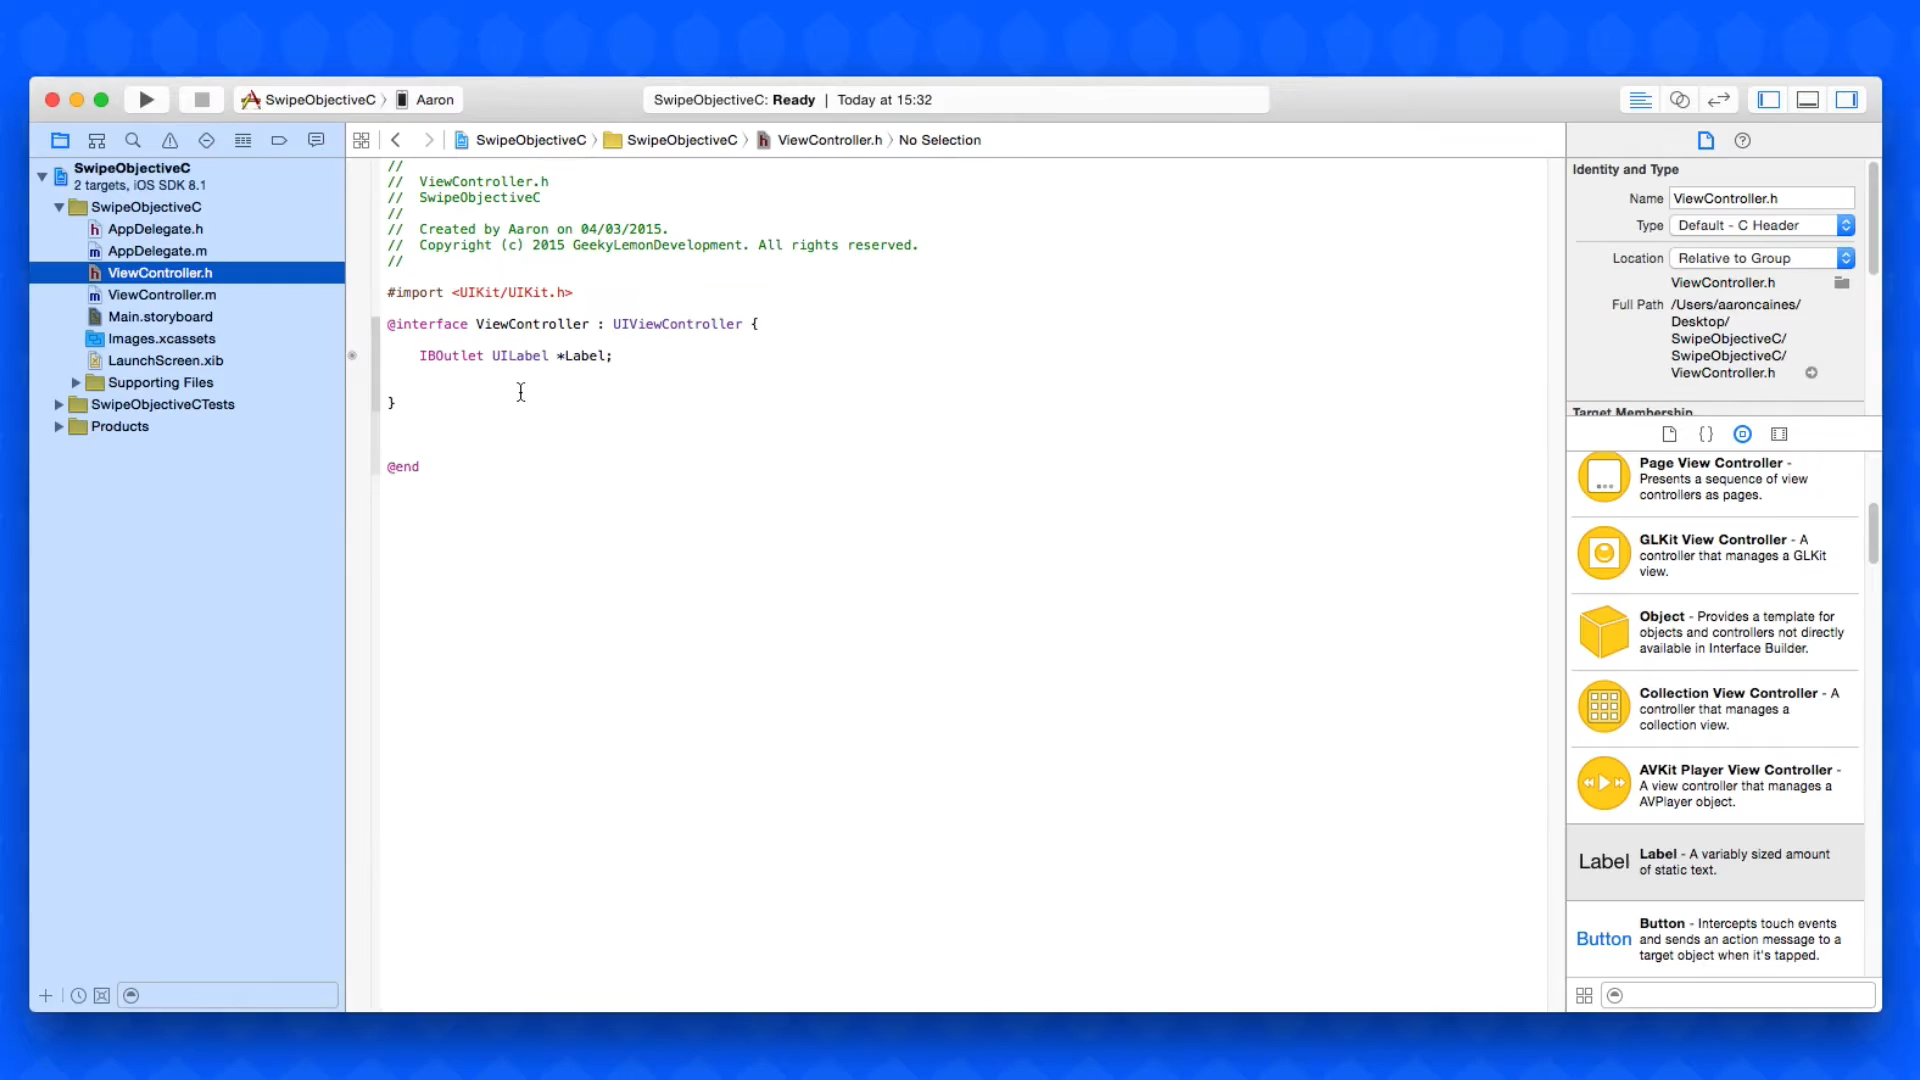 SwipeObjectiveC 〉 Aaron
SwipeObjectiveC: Ready | Today at 15:32
SwipeObjectiveC 〉 SwipeObjectiveC 〉 ViewController.h 〉 No Selection
SwipeObjectiveC
2 targets, iOS SDK 8.1
SwipeObjectiveC
AppDelegate.h
AppDelegate.m
ViewController.h
ViewController.m
Main.storyboard
Images.xcassets
LaunchScreen.xib
Supporting Files
SwipeObjectiveCTests
Products
//
//  ViewController.h
//  SwipeObjectiveC
//
//  Created by Aaron on 04/03/2015.
//  Copyright (c) 2015 GeekyLemonDevelopment. All rights reserved.
//
#import <UIKit/UIKit.h>
@interface ViewController : UIViewController {
IBOutlet UILabel *Label;
}
@end
Identity and Type
Name ViewController.h
Type Default - C Header
Location Relative to Group
ViewController.h
Full Path /Users/aaroncaines/
Desktop/
SwipeObjectiveC/
SwipeObjectiveC/
ViewController.h
Target Membership
Page View Controller -
Presents a sequence of view
controllers as pages.
GLKit View Controller - A
controller that manages a GLKit
view.
Object - Provides a template for
objects and controllers not directly
available in Interface Builder.
Collection View Controller - A
controller that manages a
collection view.
AVKit Player View Controller -
A view controller that manages a
AVPlayer object.
Label
Label - A variably sized amount
of static text.
Button
Button - Intercepts touch events
and sends an action message to a
target object when it's tapped.